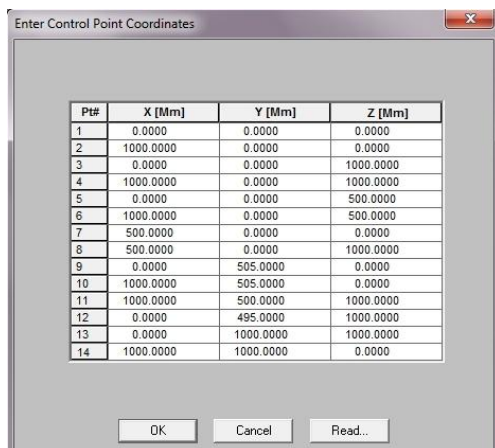 Enter Control Point Coordinates
Pt# X [Mm] Y [Mm] Z [Mm]
1 0.0000 0.0000 0.0000
2 1000.0000 0.0000 0.0000
3 0.0000 0.0000 1000.0000
4 1000.0000 0.0000 1000.0000
5 0.0000 0.0000 500.0000
6 1000.0000 0.0000 500.0000
7 500.0000 0.0000 0.0000
8 500.0000 0.0000 1000.0000
9 0.0000 505.0000 0.0000
10 1000.0000 505.0000 0.0000
11 1000.0000 500.0000 1000.0000
12 0.0000 495.0000 1000.0000
13 0.0000 1000.0000 1000.0000
14 1000.0000 1000.0000 0.0000
OK Cancel Read...